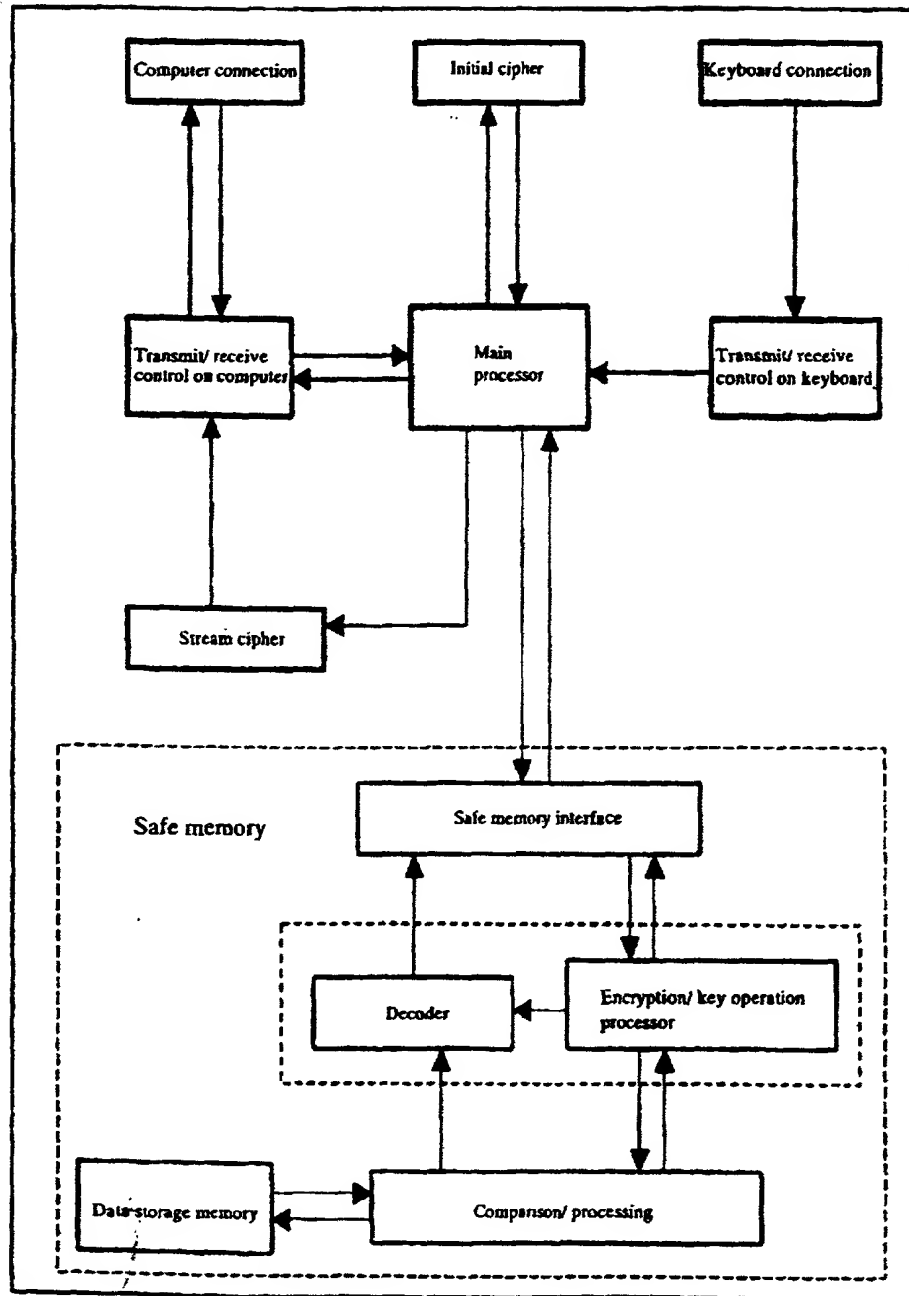 Computer connection
Initial cipher
Keyboard connection
Transmit/ receive
control on computer
Main
processor
Transmit/ receive
control on keyboard
Stream cipher
Safe memory
Safe memory interface
Decoder
Encryption/ key operation
processor
Data storage memory
Comparison/ processing